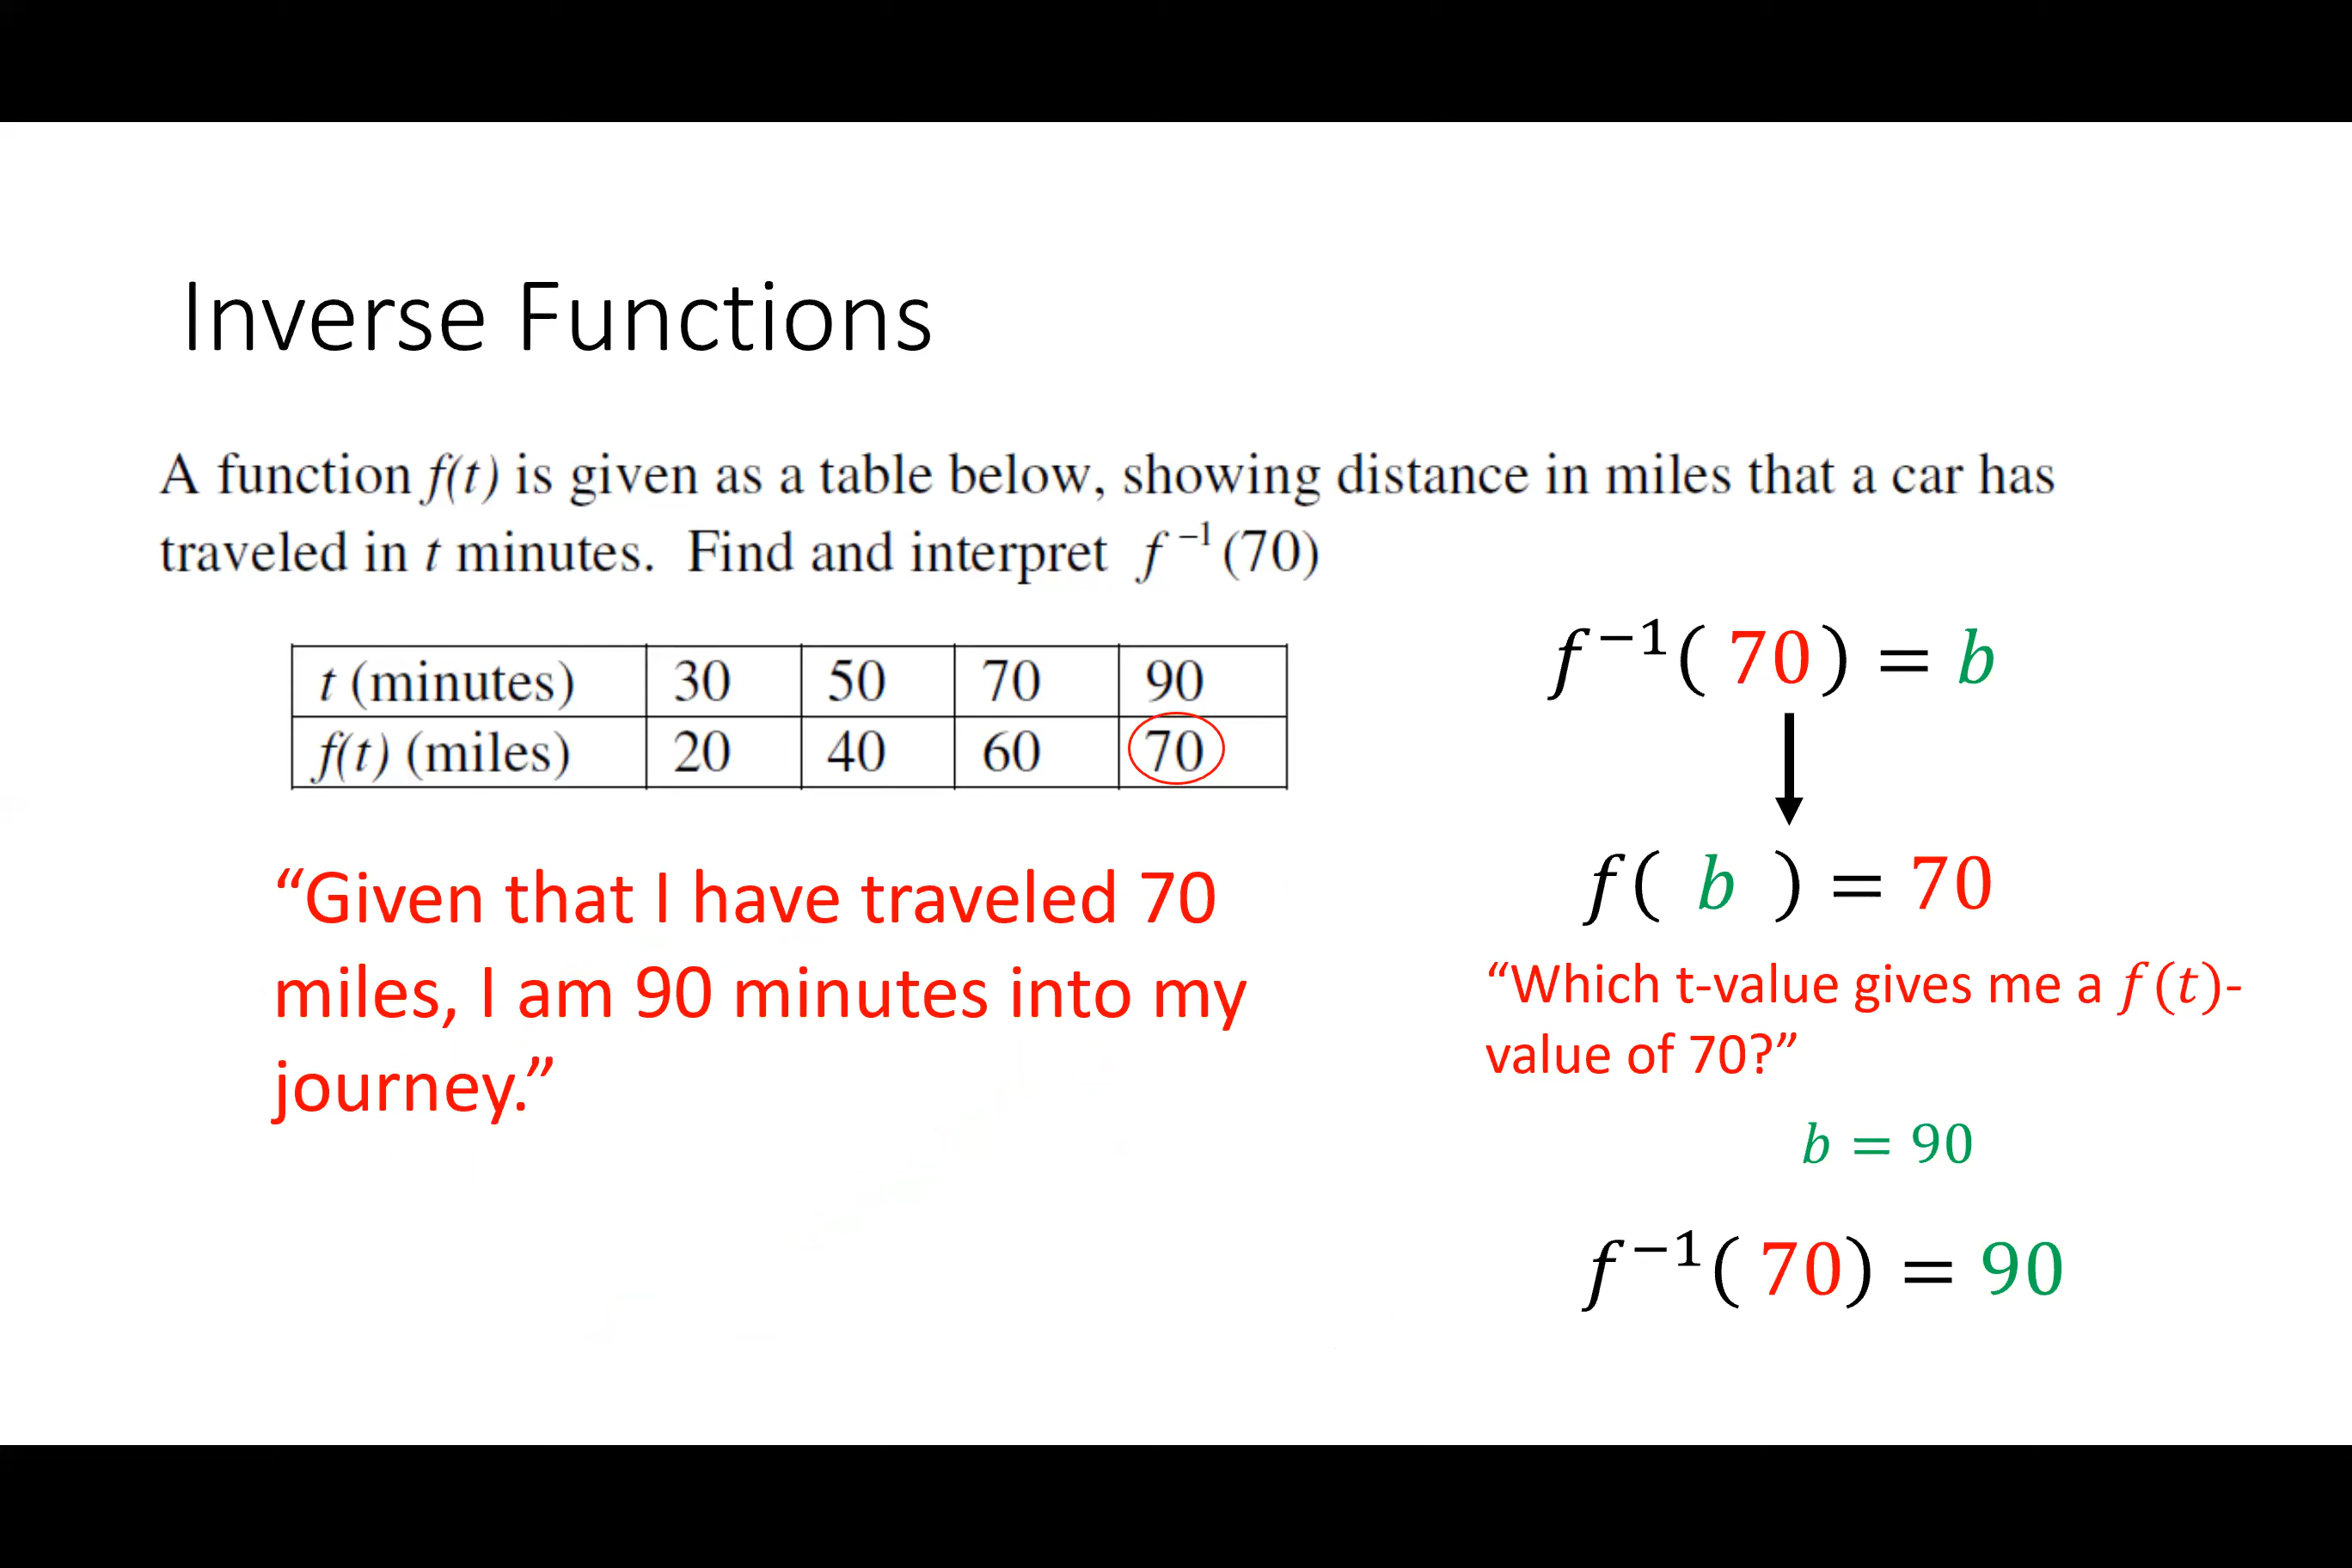 Inverse Functions
A function f(t) is given as a table below, showing distance in miles that a car has
traveled in t minutes. Find and interpret f⁻¹(70)
t (minutes) 30 50 70 90
f(t) (miles) 20 40 60 70
“Given that I have traveled 70
miles, I am 90 minutes into my
journey.”
f⁻¹( 70 ) = b
f( b ) = 70
“Which t-value gives me a f(t)-
value of 70?”
b = 90
f⁻¹( 70) = 90